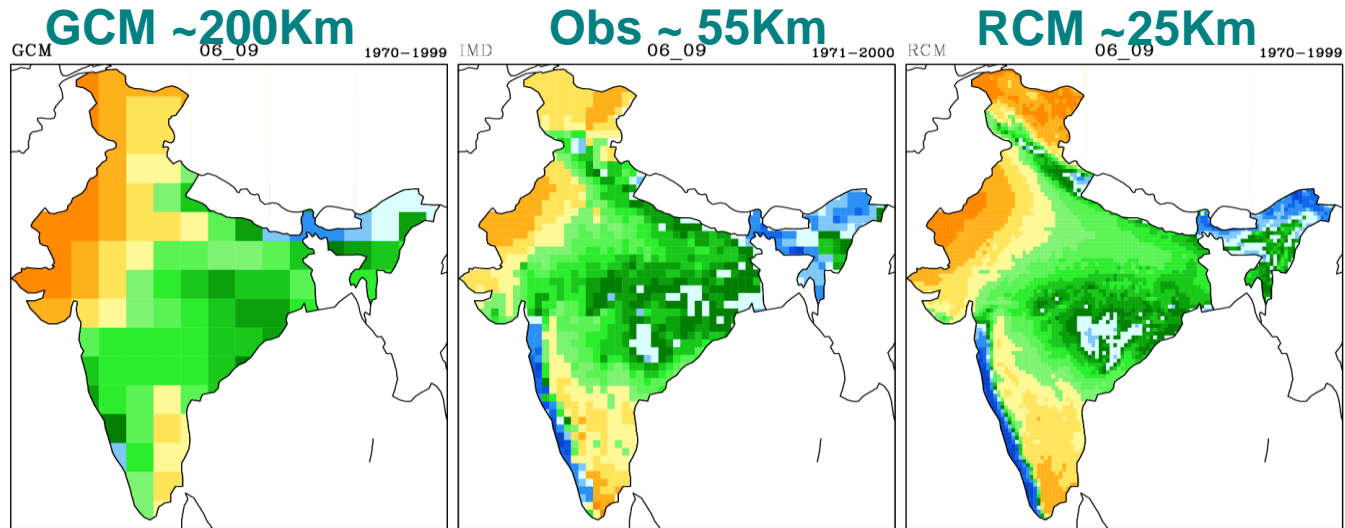 GCM ~200Km
GCM 06_09 1970-1999
Obs ~ 55Km
IMD 06_09 1971-2000
RCM ~25Km
RCM 06_09 1970-1999